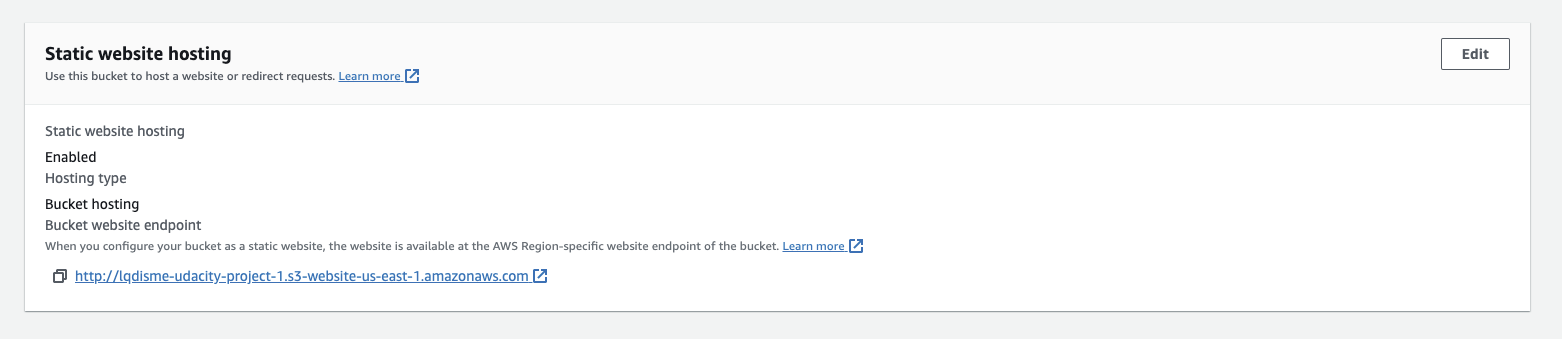 Static website hosting
Edit
Use this bucket to host a website or redirect requests. Learn more
Static website hosting
Enabled
Hosting type
Bucket hosting
Bucket website endpoint
When you configure your bucket as a static website, the website is available at the AWS Region-specific website endpoint of the bucket. Learn more
http://lqdisme-udacity-project-1.s3-website-us-east-1.amazonaws.com